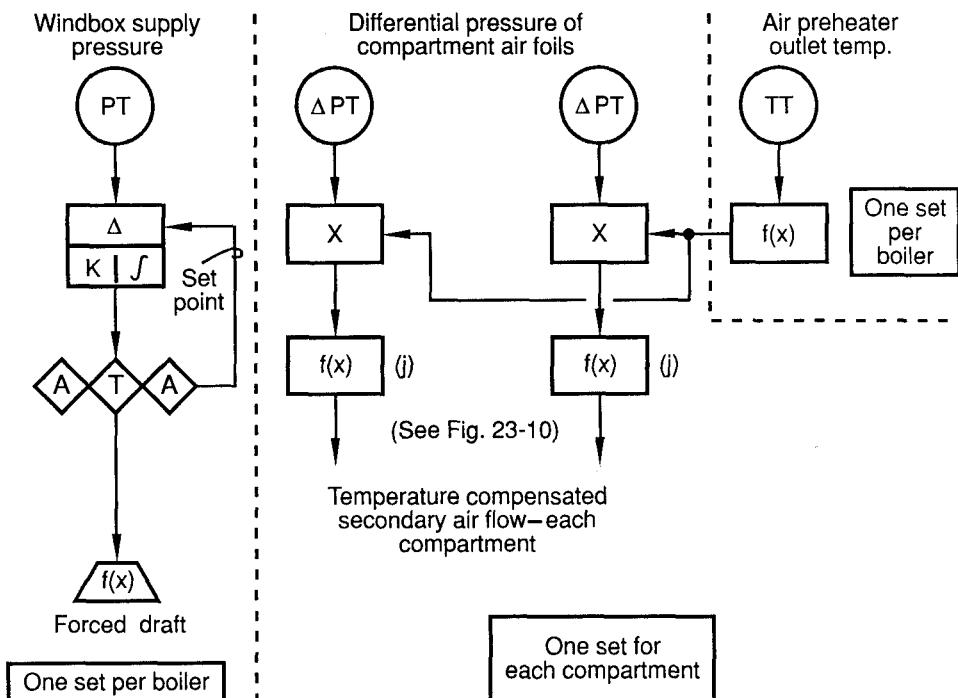 Windbox supply
pressure
PT
Δ
K
∫
Set
point
A
T
A
f(x)
Forced draft
One set per boiler
Differential pressure of
compartment air foils
Δ PT
Δ PT
X
X
f(x)
(j)
f(x)
(j)
(See Fig. 23-10)
Temperature compensated
secondary air flow–each
compartment
One set for
each compartment
Air preheater
outlet temp.
TT
f(x)
One set
per
boiler